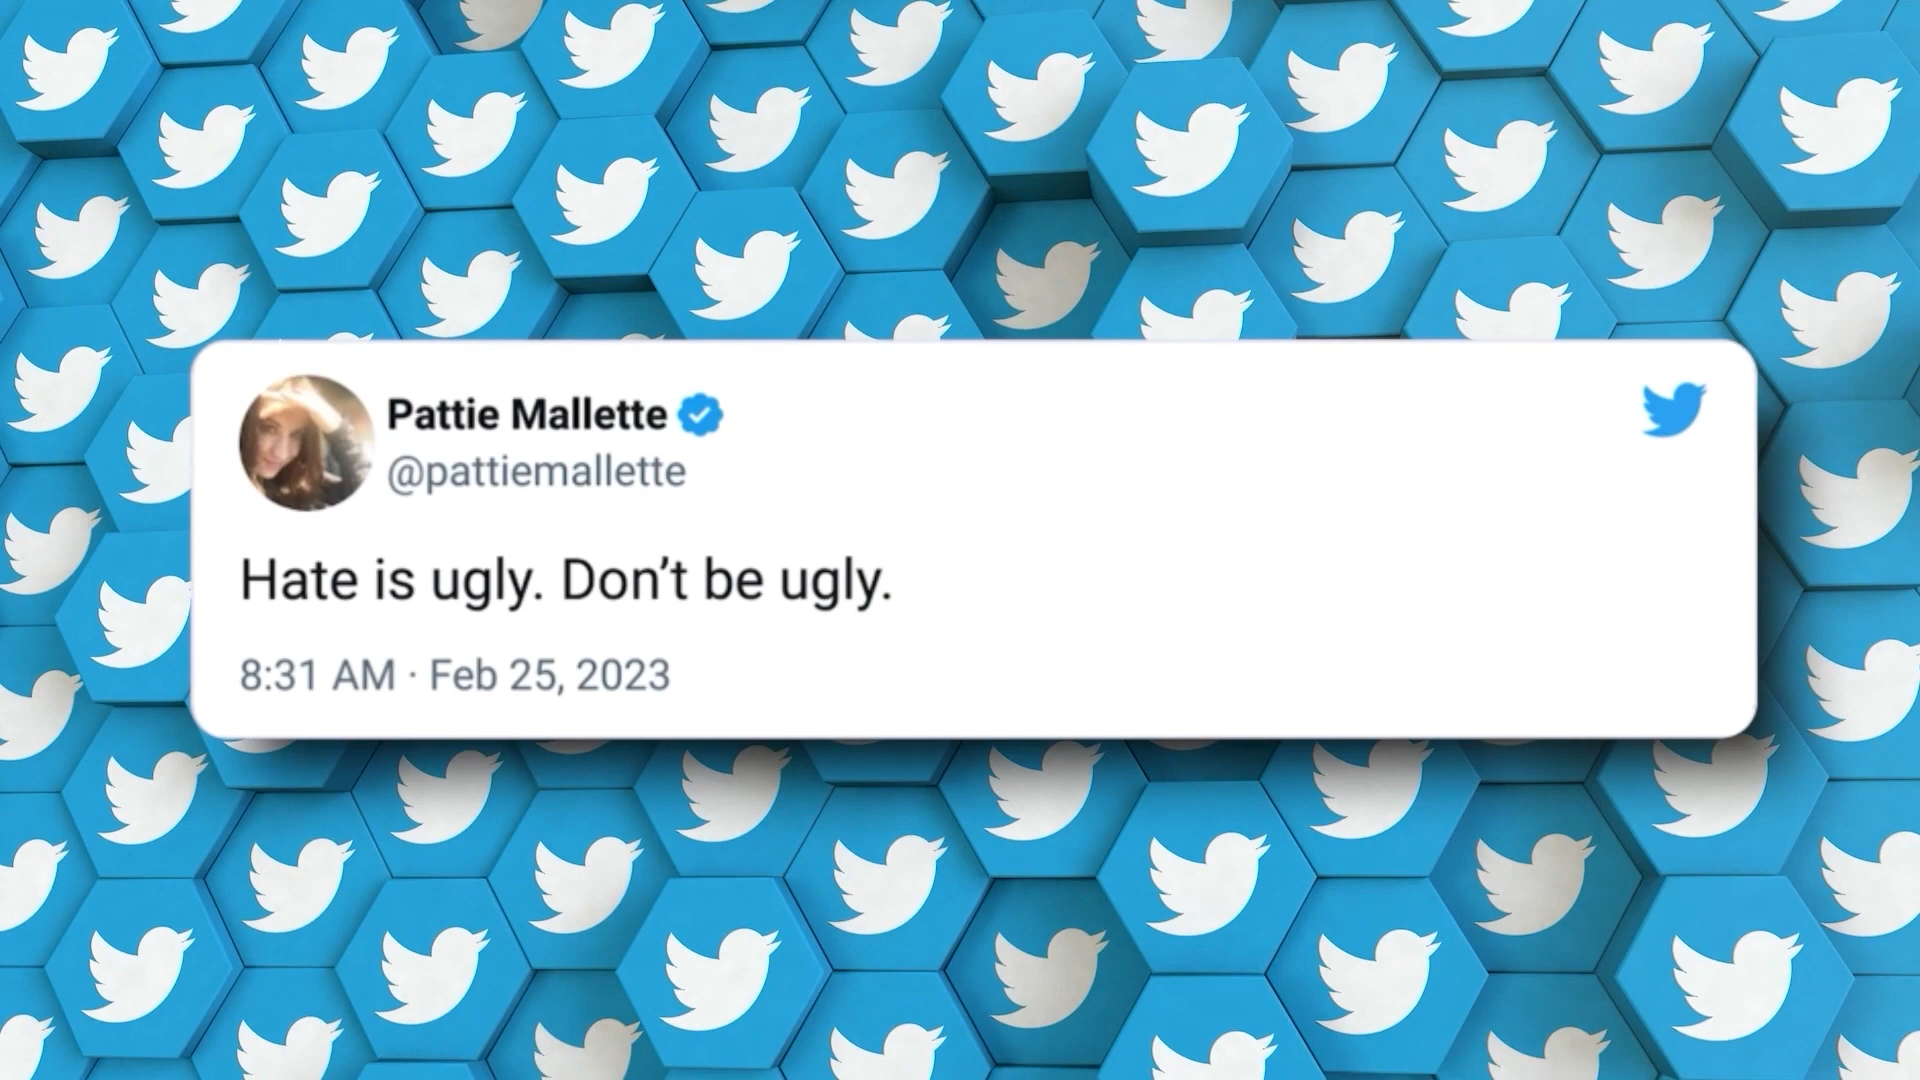 Pattie Mallette
@pattiemallette
Hate is ugly. Don’t be ugly.
8:31 AM · Feb 25, 2023